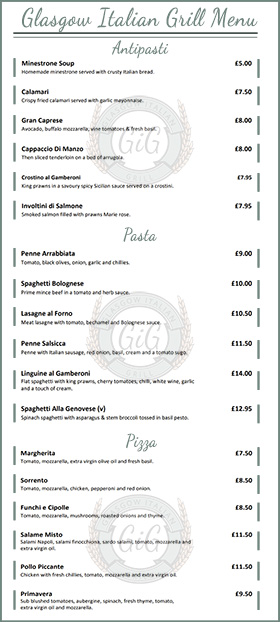 Glasgow Italian Grill Menu
Antipasti
Minestrone Soup £5.00
Homemade minestrone served with crusty italian bread.
Calamari £7.50
Crispy fried calamari served with garlic mayonnaise.
Gran Caprese £8.00
Avocado, buffalo mozzarella, vine tomatoes & fresh basil.
Cappaccio Di Manzo £8.00
Then sliced tenderloin on a bed of arrugola.
Crostino al Gamberoni £7.95
King prawns in a savoury spicy Sicilian sauce served on a crostini.
Involtini di Salmone £7.95
Smoked salmon filled with prawns Marie rose.
Pasta
Penne Arrabbiata £9.00
Tomato, black olives, onion, garlic and chillies.
Spaghetti Bolognese £10.00
Prime mince beef in a tomato and herb sauce.
Lasagne al Forno £10.50
Meat lasagne with tomato, bechamel and Bolognese sauce.
Penne Salsicca £11.50
Penne with Italian sausage, red onion, basil, cream and a tomato sugo.
Linguine al Gamberoni £14.00
Flat spaghetti with king prawns, cherry tomatoes, chilli, white wine, garlic
and a touch of cream.
Spaghetti Alla Genovese (v) £12.95
Spinach spaghetti with asparagus & stem broccoli tossed in basil pesto.
Pizza
Margherita £7.50
Tomato, mozzarella, extra virgin olive oil and fresh basil.
Sorrento £8.50
Tomato, mozzarella, chicken, pepperoni and red onion.
Funchi e Cipolle £8.50
Tomato, mozzarella, mushrooms, roasted onions and thyme.
Salame Misto £11.50
Salami Napoli, salami finocchiona, sardo salami, tomato, mozzarella and
extra virgin oil.
Pollo Piccante £11.50
Chicken with fresh chillies, tomato, mozzarella and extra virgin oil.
Primavera £9.50
Sub blushed tomatoes, aubergine, spinach, fresh thyme, tomato,
extra virgin oil and mozzarella.